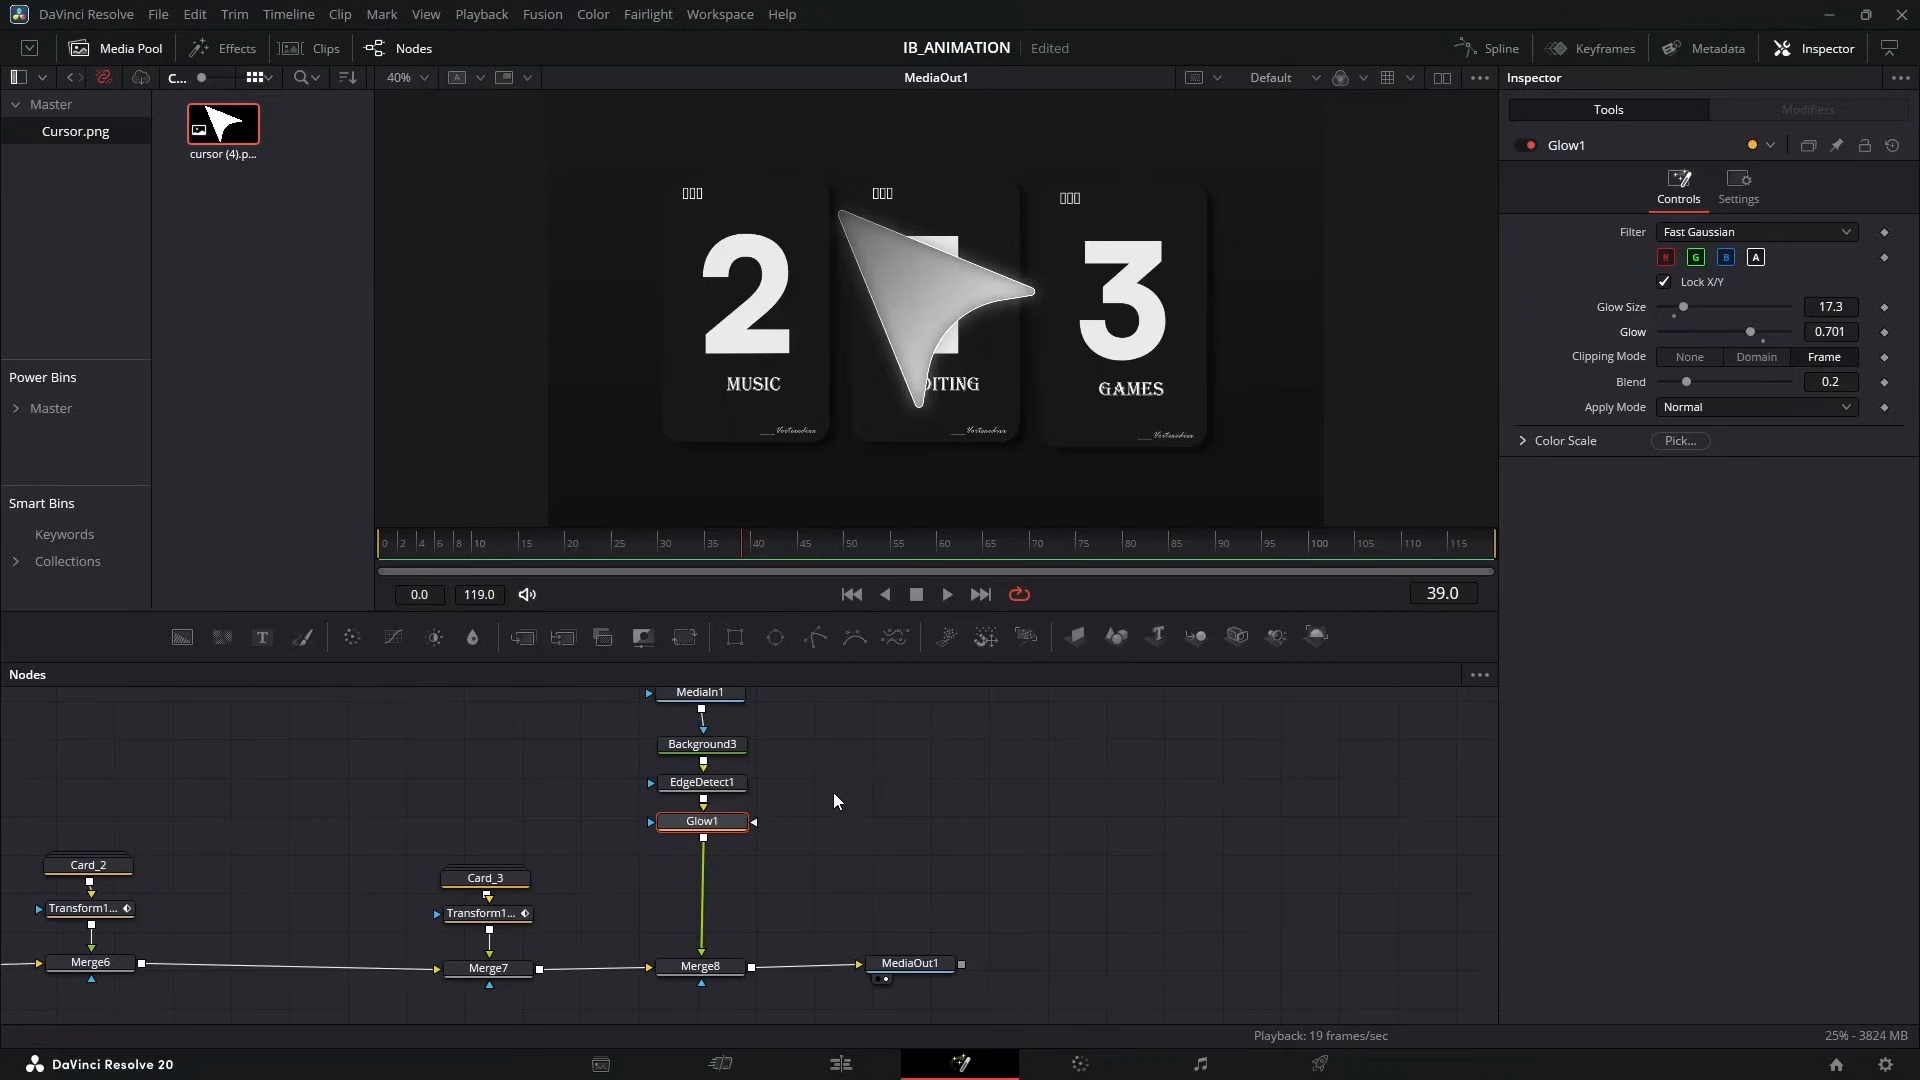 DaVinci Resolve File Edit Trim Timeline Clip Mark View Playback Fusion Color Fairlight Workspace Help
Media Pool Effects Clips Nodes IB_ANIMATION Edited Spline Keyframes Metadata Inspector
C... 40% A MediaOut1 Default Inspector
Master
Cursor.png
cursor (4).p...
Power Bins
Master
Smart Bins
Keywords
Collections
2 3
MUSIC DITING GAMES
Tools Modifiers
Glow1
Controls Settings
Filter Fast Gaussian
R G B A
Lock X/Y
Glow Size 17.3
Glow 0.701
Clipping Mode None Domain Frame
Blend 0.2
Apply Mode Normal
Color Scale Pick...
0 2 4 6 8 10 15 20 25 30 35 40 45 50 55 60 65 70 75 80 85 90 95 100 105 110 115
0.0 119.0 39.0
T T
Nodes
MediaIn1
Background3
EdgeDetect1
Glow1
Card_2
Card_3
Transform1...
Transform1...
Merge6
Merge7
Merge8
MediaOut1
Playback: 19 frames/sec 25% - 3824 MB
DaVinci Resolve 20